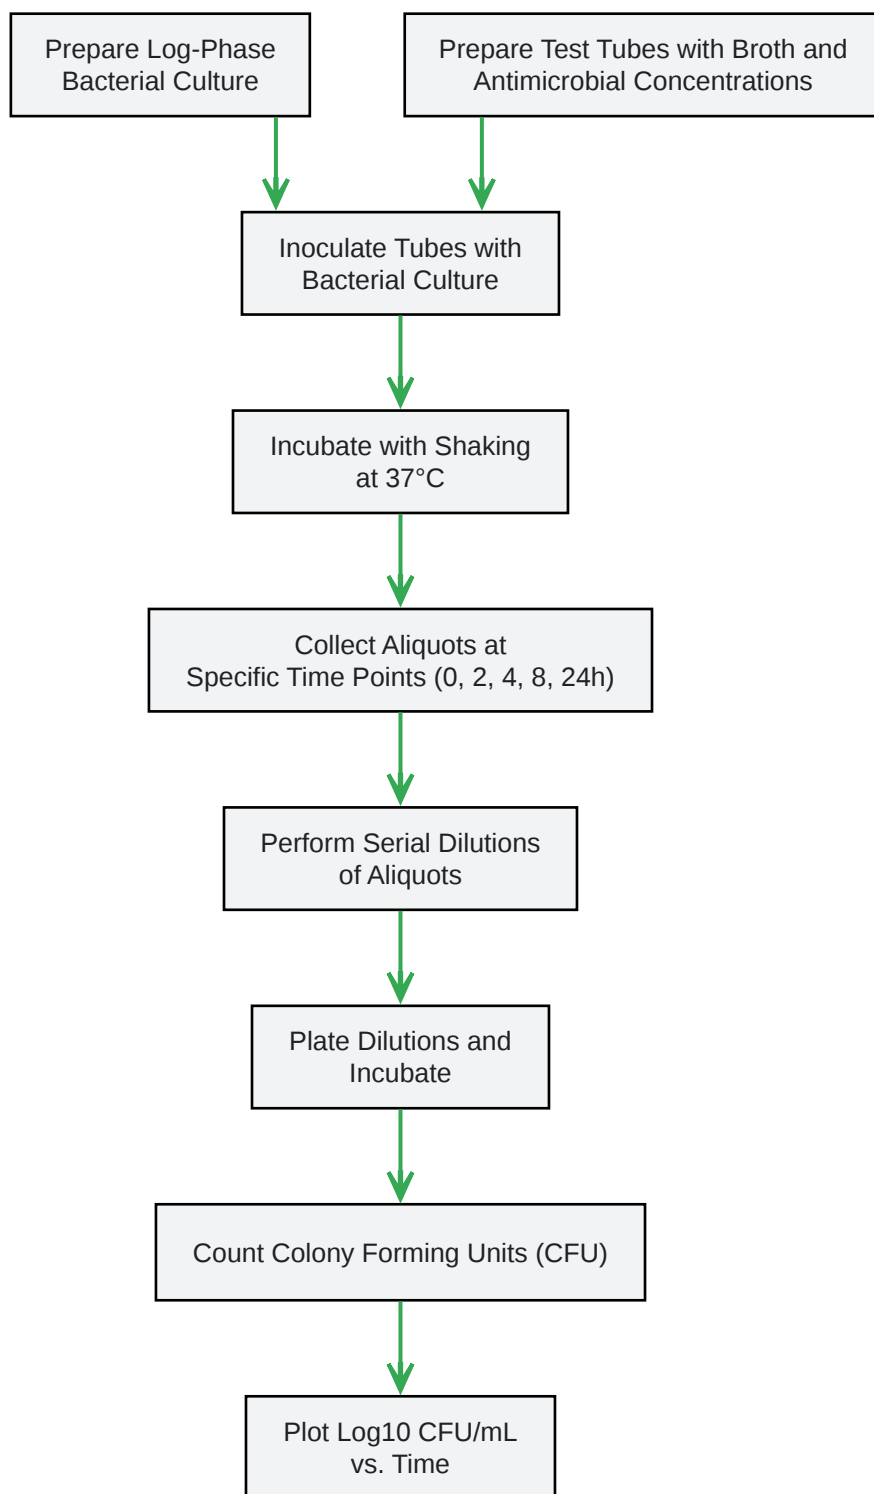 Prepare Log-Phase
Bacterial Culture
Prepare Test Tubes with Broth and
Antimicrobial Concentrations
Inoculate Tubes with
Bacterial Culture
Incubate with Shaking
at 37°C
Collect Aliquots at
Specific Time Points (0, 2, 4, 8, 24h)
Perform Serial Dilutions
of Aliquots
Plate Dilutions and
Incubate
Count Colony Forming Units (CFU)
Plot Log10 CFU/mL
vs. Time